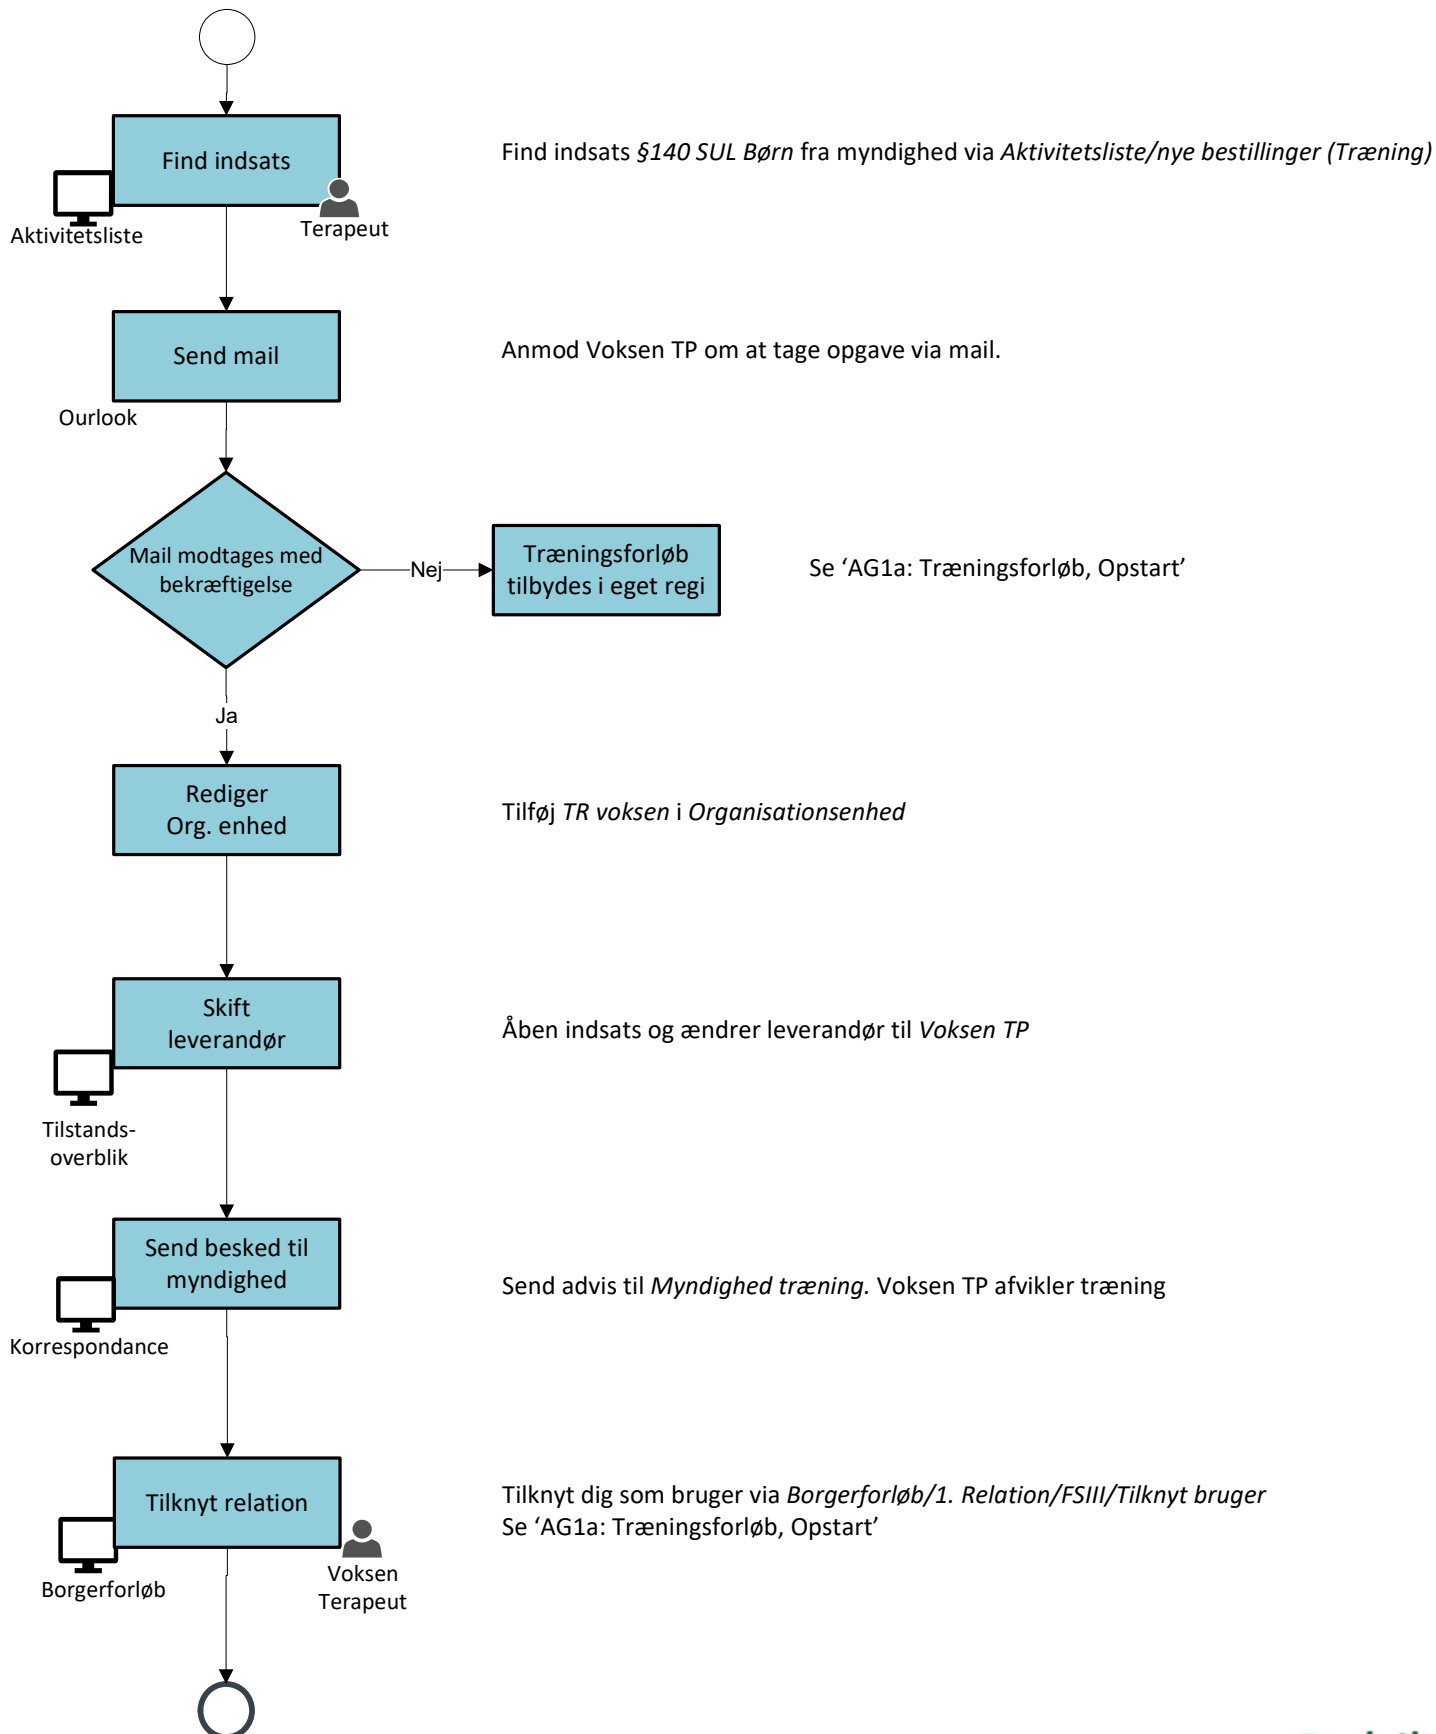 Find indsats
Find indsats §140 SUL Børn fra myndighed via Aktivitetsliste/nye bestillinger (Træning)
Aktivitetsliste
Terapeut
Send mail
Anmod Voksen TP om at tage opgave via mail.
Ourlook
Mail modtages med
bekræftigelse
Nej
Træningsforløb
tilbydes i eget regi
Se ‘AG1a: Træningsforløb, Opstart’
Ja
Rediger
Org. enhed
Tilføj TR voksen i Organisationsenhed
Skift
leverandør
Åben indsats og ændrer leverandør til Voksen TP
Tilstands-
overblik
Send besked til
myndighed
Send advis til Myndighed træning. Voksen TP afvikler træning
Korrespondance
Tilknyt relation
Tilknyt dig som bruger via Borgerforløb/1. Relation/FSIII/Tilknyt bruger
Se ‘AG1a: Træningsforløb, Opstart’
Borgerforløb
Voksen
Terapeut